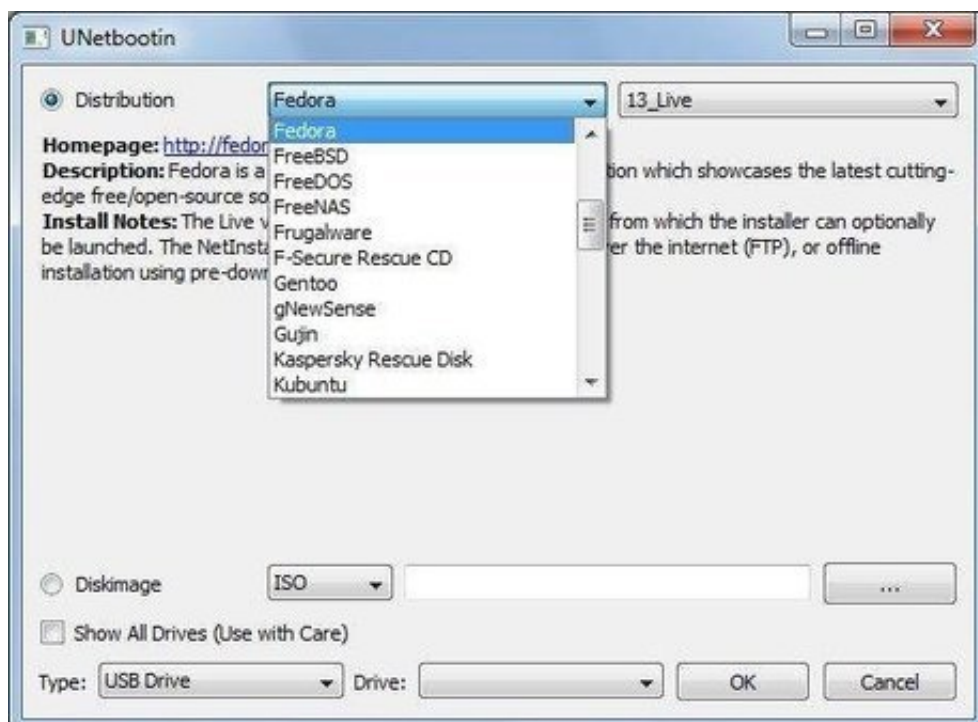 UNetbootin
Distribution Fedora 13_Live
Fedora
FreeBSD
FreeDOS
FreeNAS
Frugalware
F-Secure Rescue CD
Gentoo
gNewSense
Gujin
Kaspersky Rescue Disk
Kubuntu
Homepage: http://fedor
Description: Fedora is a tion which showcases the latest cutting-
edge free/open-source so
Install Notes: The Live v from which the installer can optionally
be launched. The NetInsta er the internet (FTP), or offline
installation using pre-dow
Diskimage ISO ...
Show All Drives (Use with Care)
Type: USB Drive Drive: OK Cancel